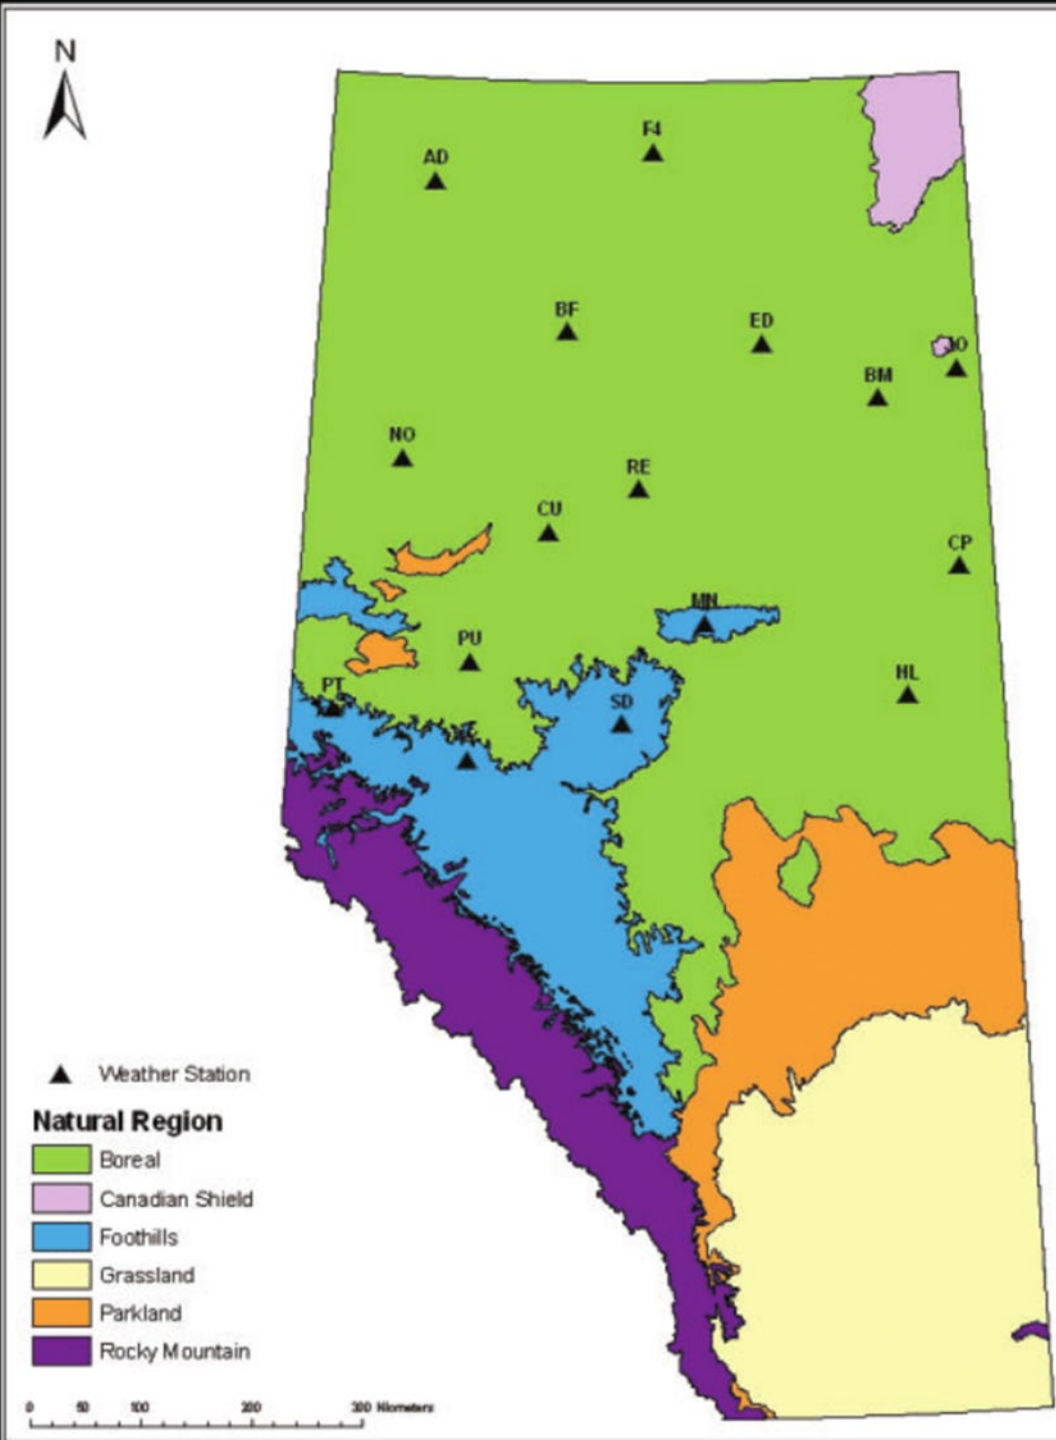 N
F4
AD
BF
ED
BM
NO
RE
CU
CP
MN
PU
HL
PT
SD
Weather Station
Natural Region
Boreal
Canadian Shield
Foothills
Grassland
Parkland
Rocky Mountain
0 50 100 200 300 Kilometers